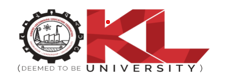 KL
(DEEMED TO BE UNIVERSITY)